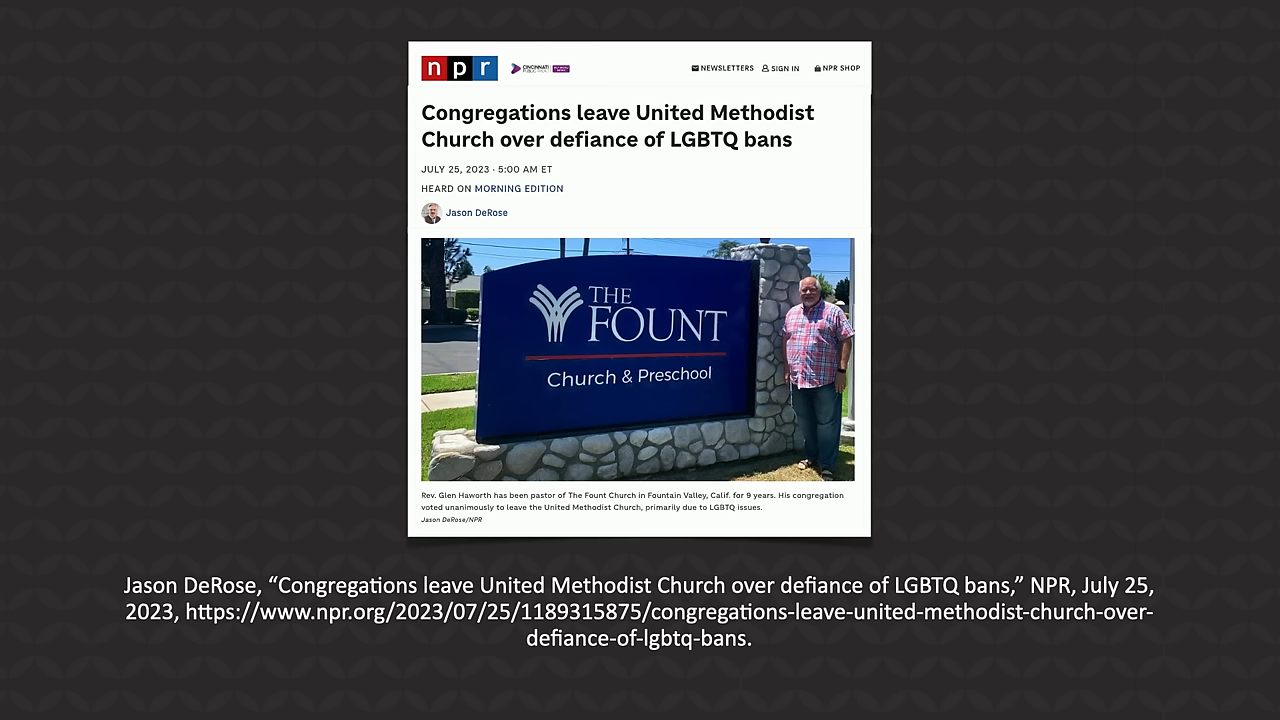 npr
CINCINNATI
NEWSLETTERS
SIGN IN
NPR SHOP
Congregations leave United Methodist
Church over defiance of LGBTQ bans
JULY 25, 2023 · 5:00 AM ET
HEARD ON MORNING EDITION
Jason DeRose
THE
FOUNT
Church & Preschool
Rev. Glen Haworth has been pastor of The Fount Church in Fountain Valley, Calif. for 9 years. His congregation
voted unanimously to leave the United Methodist Church, primarily due to LGBTQ issues.
Jason DeRose/NPR
Jason DeRose, “Congregations leave United Methodist Church over defiance of LGBTQ bans,” NPR, July 25,
2023, https://www.npr.org/2023/07/25/1189315875/congregations-leave-united-methodist-church-over-
defiance-of-lgbtq-bans.